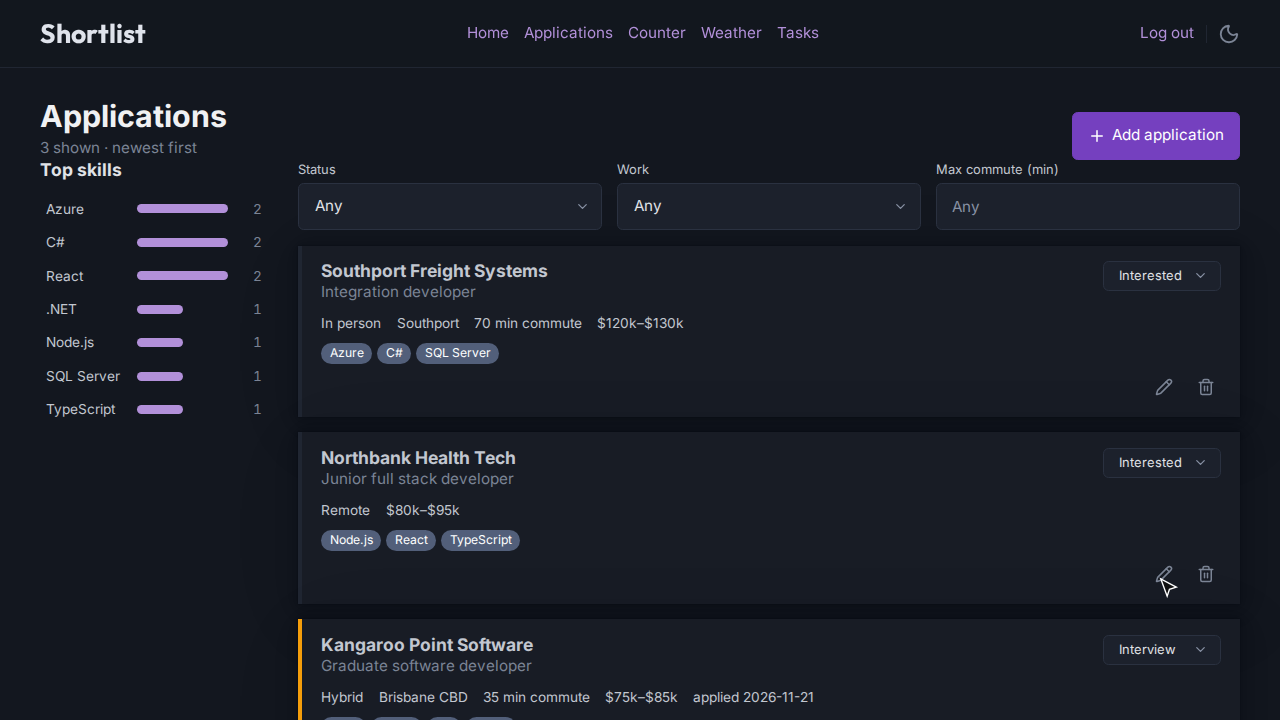 Shortlist
Home Applications Counter Weather Tasks
Log out
Applications
3 shown · newest first
Add application
Top skills
Azure 2
C# 2
React 2
.NET 1
Node.js 1
SQL Server 1
TypeScript 1
Status Work Max commute (min)
Any Any Any
Southport Freight Systems
Interested
Integration developer
In person Southport 70 min commute $120k–$130k
Azure C# SQL Server
Northbank Health Tech
Interested
Junior full stack developer
Remote $80k–$95k
Node.js React TypeScript
Kangaroo Point Software
Interview
Graduate software developer
Hybrid Brisbane CBD 35 min commute $75k–$85k applied 2026-11-21